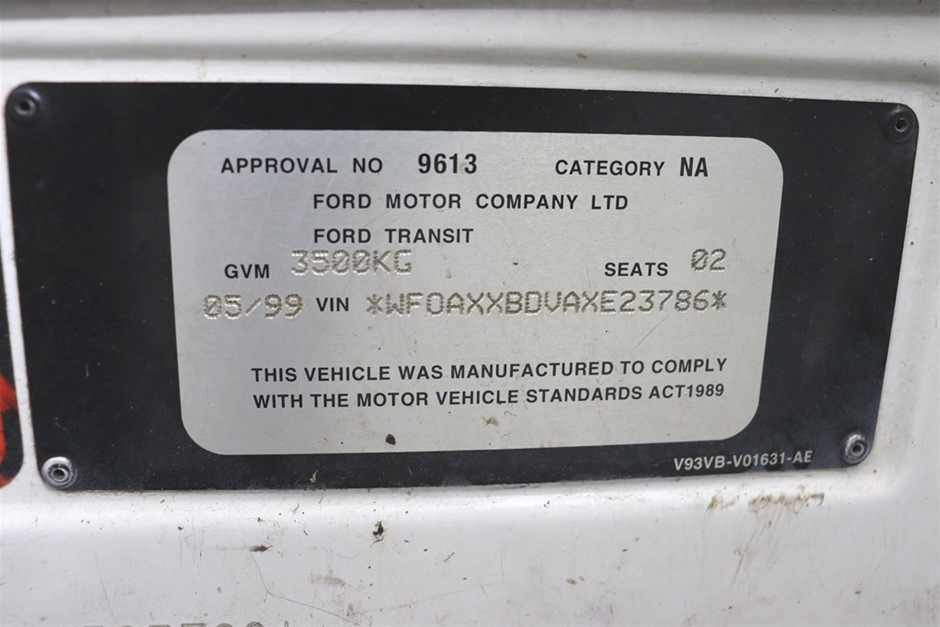 APPROVAL NO 9613 CATEGORY NA
FORD MOTOR COMPANY LTD
FORD TRANSIT
GVM 3500KG SEATS 02
05/99 VIN *WF0AXXBDVAXE23786*
THIS VEHICLE WAS MANUFACTURED TO COMPLY
WITH THE MOTOR VEHICLE STANDARDS ACT1989
V93VB-V01631-AE